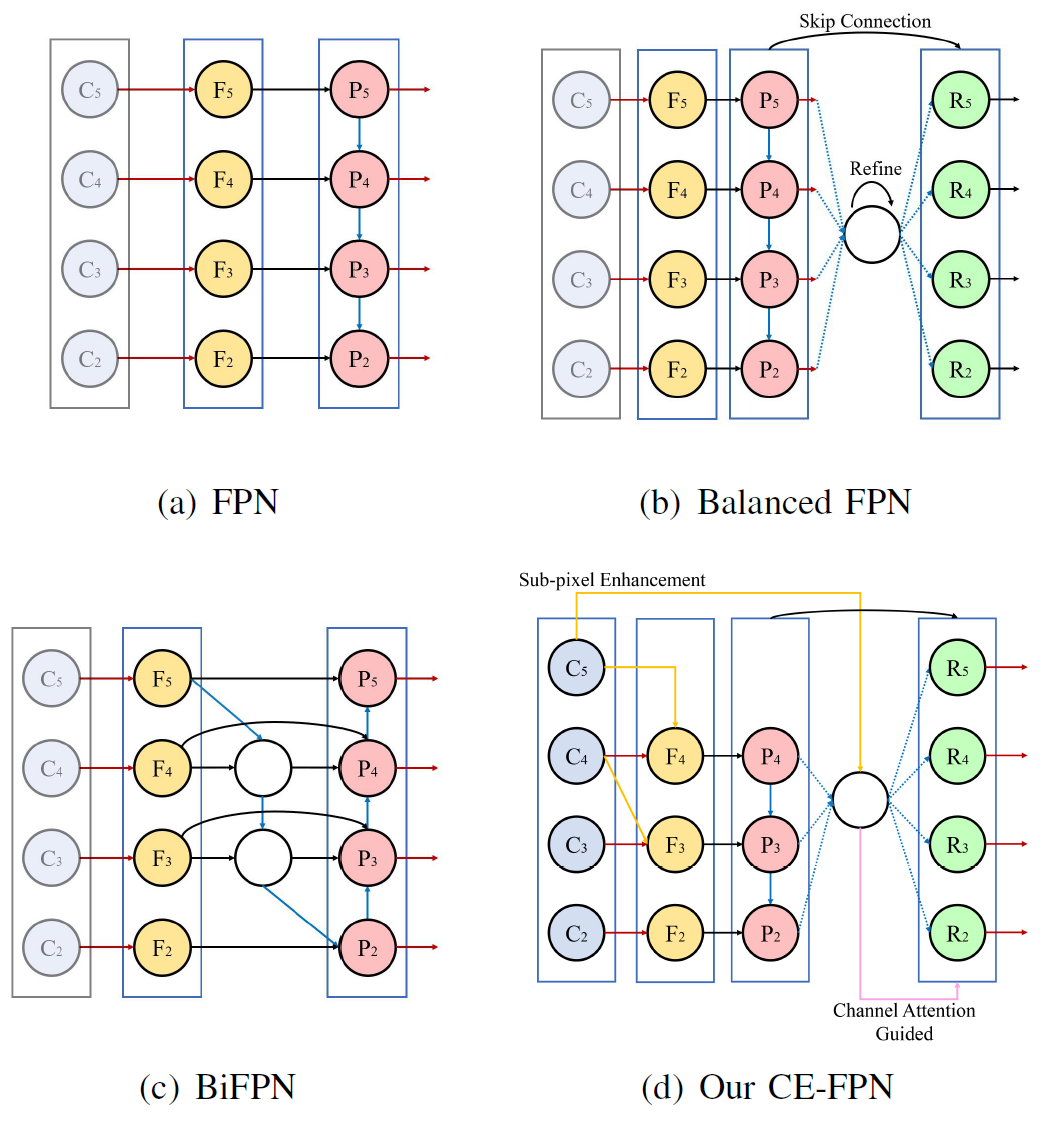 C5 F5 P5
C4 F4 P4
C3 F3 P3
C2 F2 P2
(a) FPN
Skip Connection
C5 F5 P5 R5
C4 F4 P4 R4
Refine
C3 F3 P3 R3
C2 F2 P2 R2
(b) Balanced FPN
C5 F5 P5
C4 F4 P4
C3 F3 P3
C2 F2 P2
(c) BiFPN
Sub-pixel Enhancement
C5 R5
C4 F4 P4 R4
C3 F3 P3 R3
C2 F2 P2 R2
Channel Attention
Guided
(d) Our CE-FPN